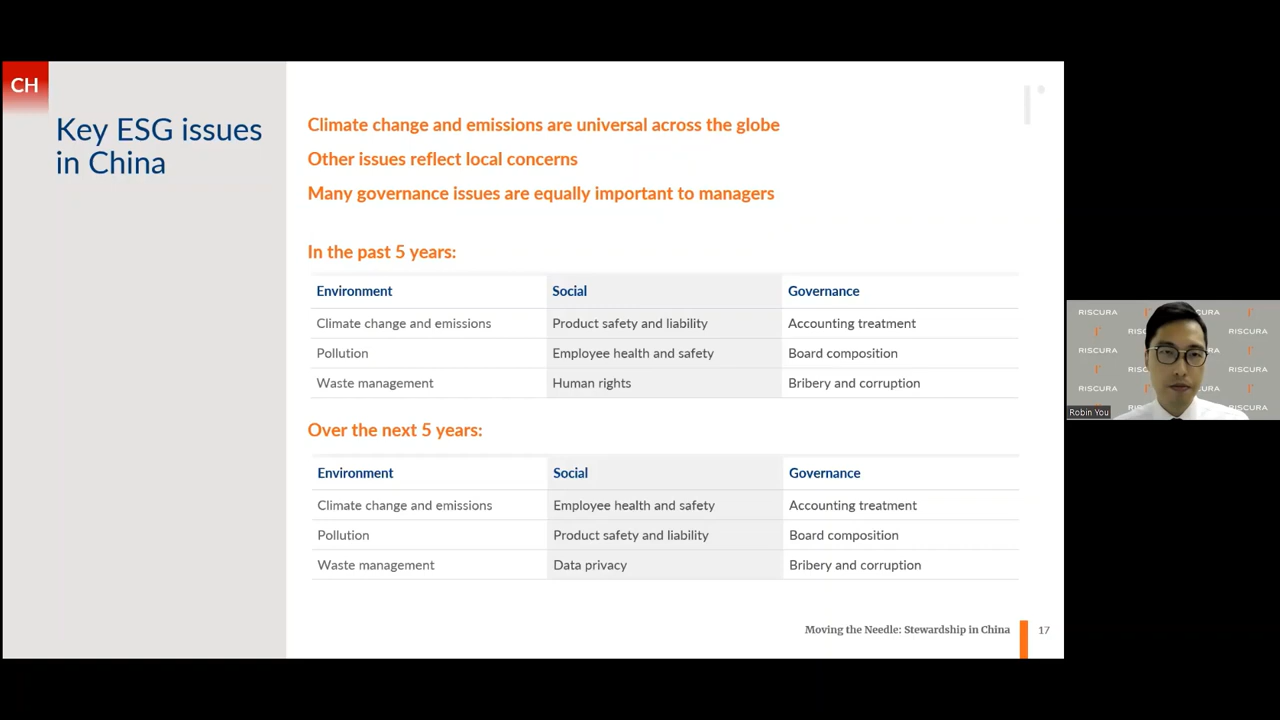 CH
Key ESG issues
in China
Climate change and emissions are universal across the globe
Other issues reflect local concerns
Many governance issues are equally important to managers
In the past 5 years:
Environment Social Governance
Climate change and emissions Product safety and liability Accounting treatment
Pollution Employee health and safety Board composition
Waste management Human rights Bribery and corruption
Over the next 5 years:
Environment Social Governance
Climate change and emissions Employee health and safety Accounting treatment
Pollution Product safety and liability Board composition
Waste management Data privacy Bribery and corruption
Moving the Needle: Stewardship in China 17
RISCURA
RISCURA
RISCURA
RISCURA
RISCURA
Robin You